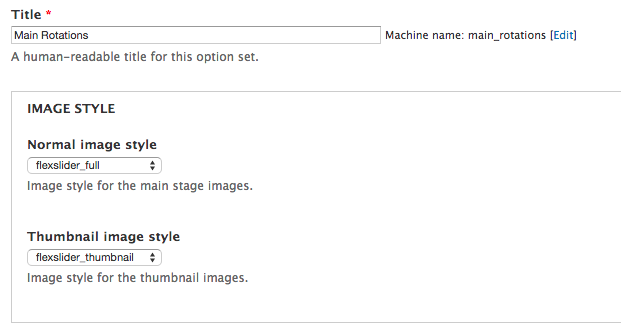 Title *
Main Rotations Machine name: main_rotations [Edit]
A human-readable title for this option set.
IMAGE STYLE
Normal image style
flexslider_full
Image style for the main stage images.
Thumbnail image style
flexslider_thumbnail
Image style for the thumbnail images.